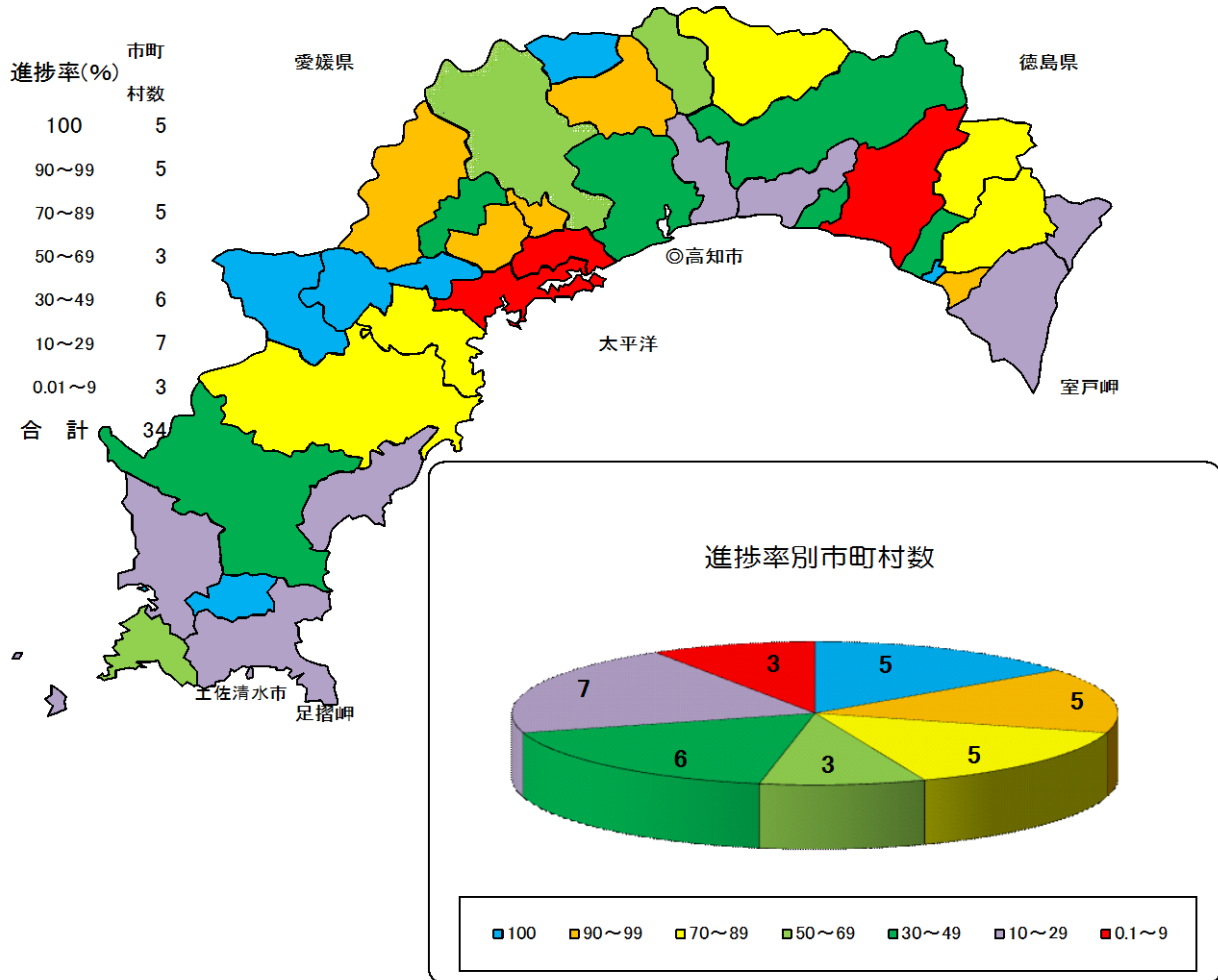 市町
進捗率(%)
村数
100 5
90～99 5
70～89 5
50～69 3
30～49 6
10～29 7
0.01～9 3
合 計 34
愛媛県
徳島県
◎高知市
太平洋
室戸岬
土佐清水市
足摺岬
進捗率別市町村数
3
5
7
5
6
3
5
100 90～99 70～89 50～69 30～49 10～29 0.1～9